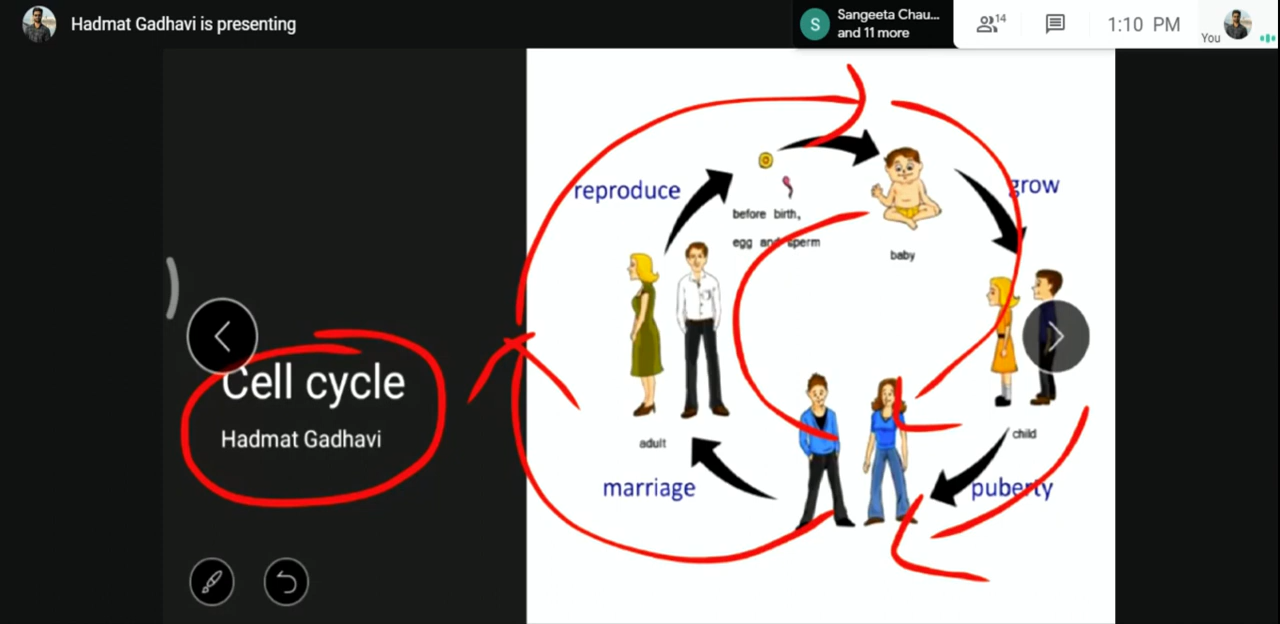 Hadmat Gadhavi is presenting
S
Sangeeta Chau...
and 11 more
14
1:10 PM
You
reproduce
grow
before birth,
egg and sperm
baby
Cell cycle
Hadmat Gadhavi
adult
child
marriage
puberty